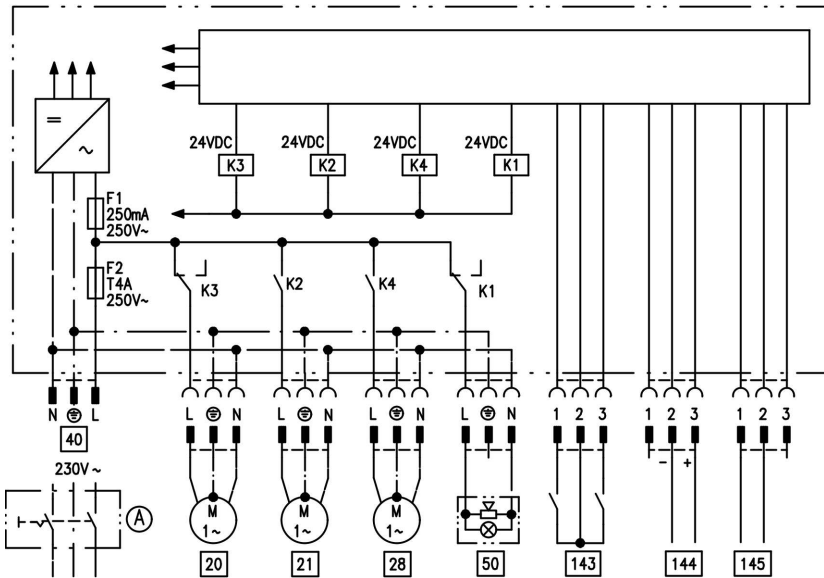 24VDC 24VDC 24VDC 24VDC
K3 K2 K4 K1
= ~
F1
250mA
250V~
F2
T4A
250V~
K3 K2 K4 K1
N L L N L N L N L N 1 2 3 1 2 3 1 2 3
40
- +
230V ~
A
M
1~
M
1~
M
1~
20 21 28 50 143 144 145